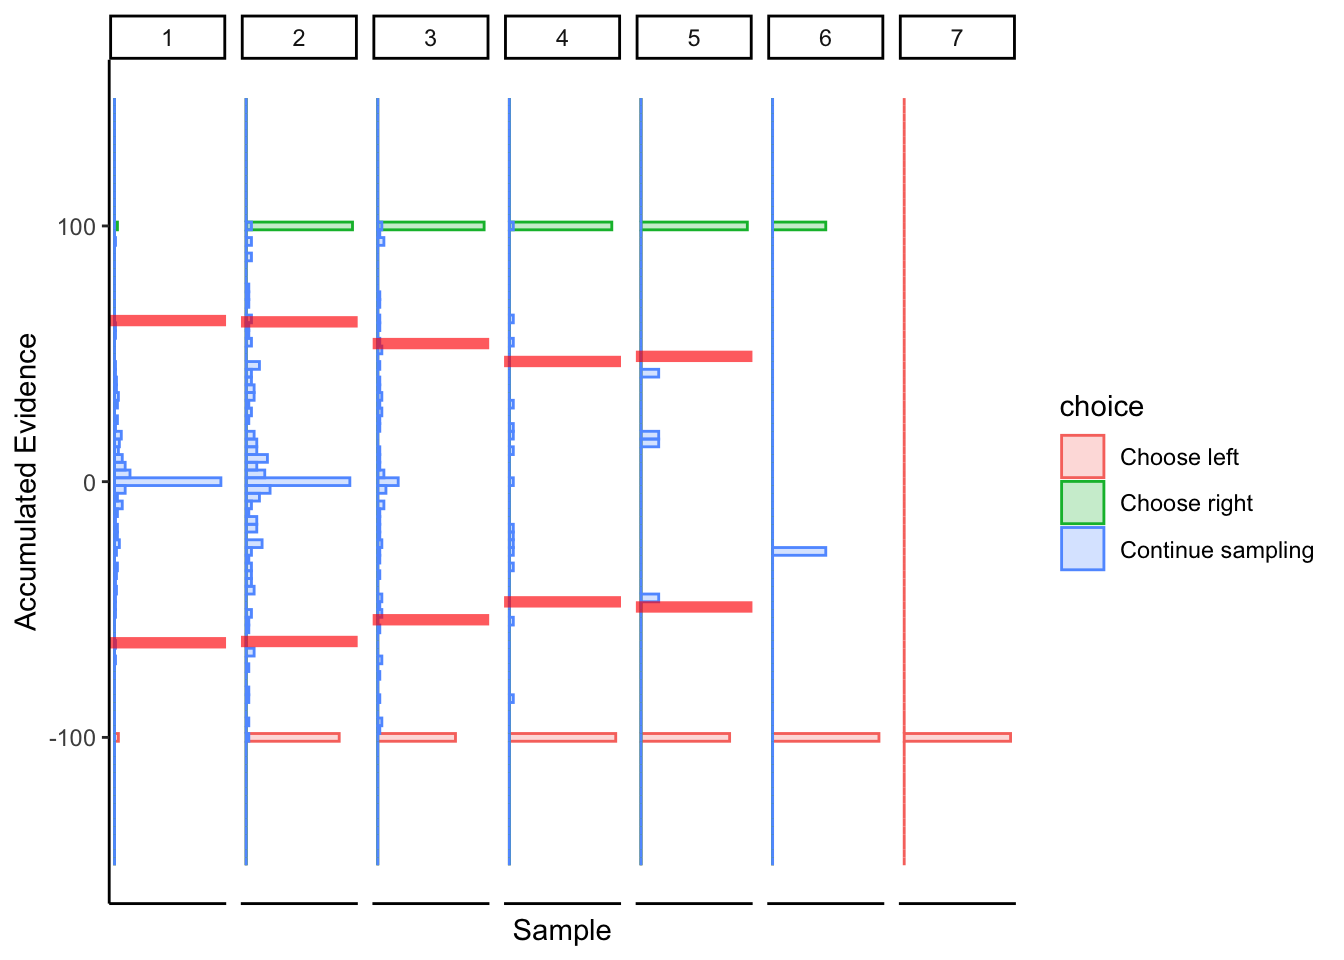 1 2 3 4 5 6 7
100
0
-100
Accumulated Evidence
Sample
choice
Choose left
Choose right
Continue sampling